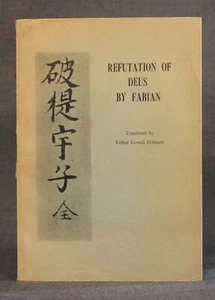 破提宇子 全
REFUTATION OF
DEUS
BY FABIAN
Translated by
Esther Lowell Hibbard